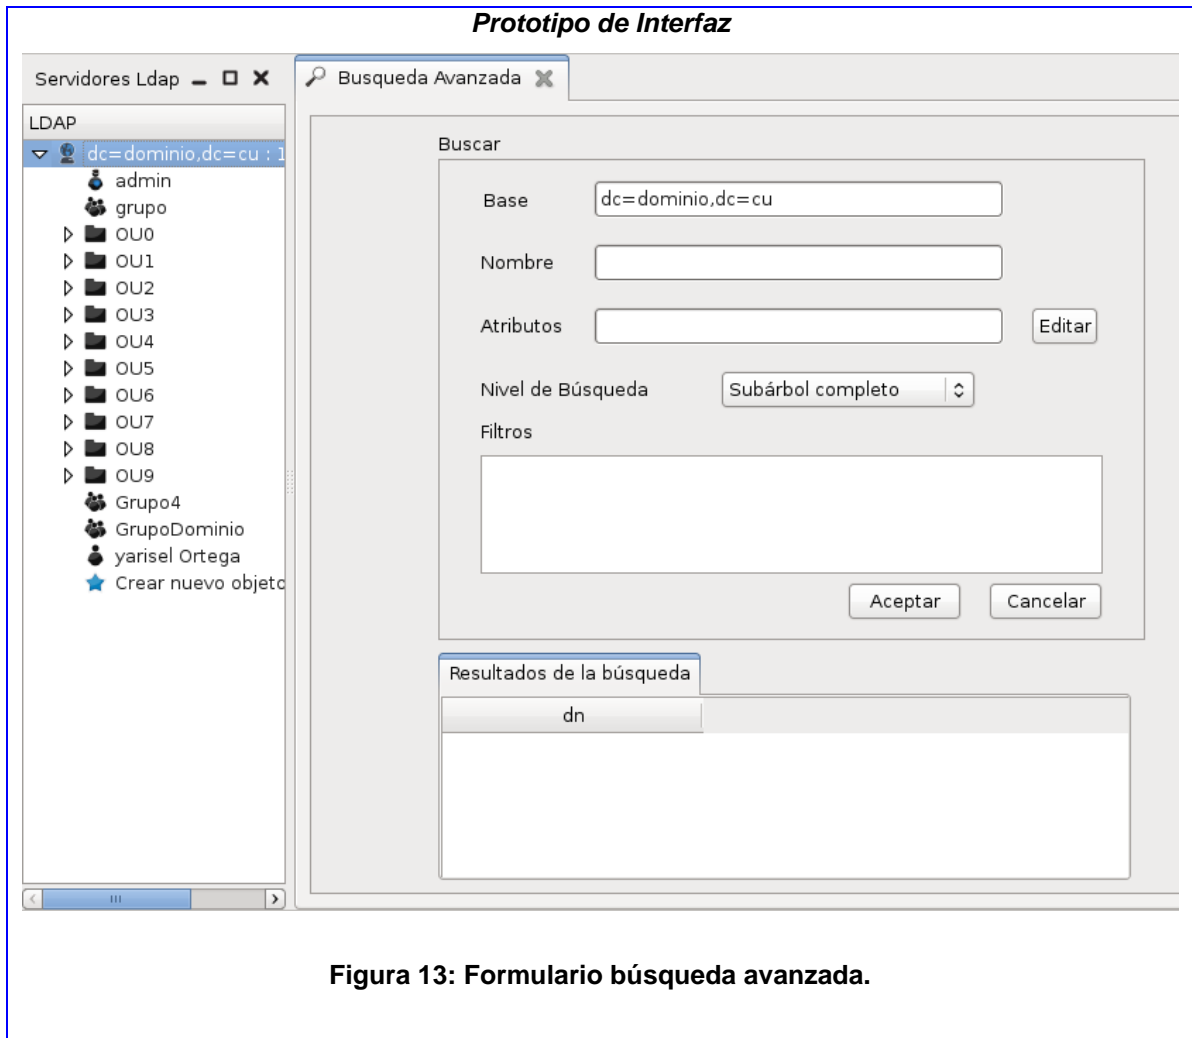 Prototipo de Interfaz
Servidores Ldap
Busqueda Avanzada
LDAP
dc=dominio,dc=cu : 1
admin
grupo
OU0
OU1
OU2
OU3
OU4
OU5
OU6
OU7
OU8
OU9
Grupo4
GrupoDominio
yarisel Ortega
Crear nuevo objeto
Buscar
Base
dc=dominio,dc=cu
Nombre
Atributos
Editar
Nivel de Búsqueda
Subárbol completo
Filtros
Aceptar
Cancelar
Resultados de la búsqueda
dn
Figura 13: Formulario búsqueda avanzada.